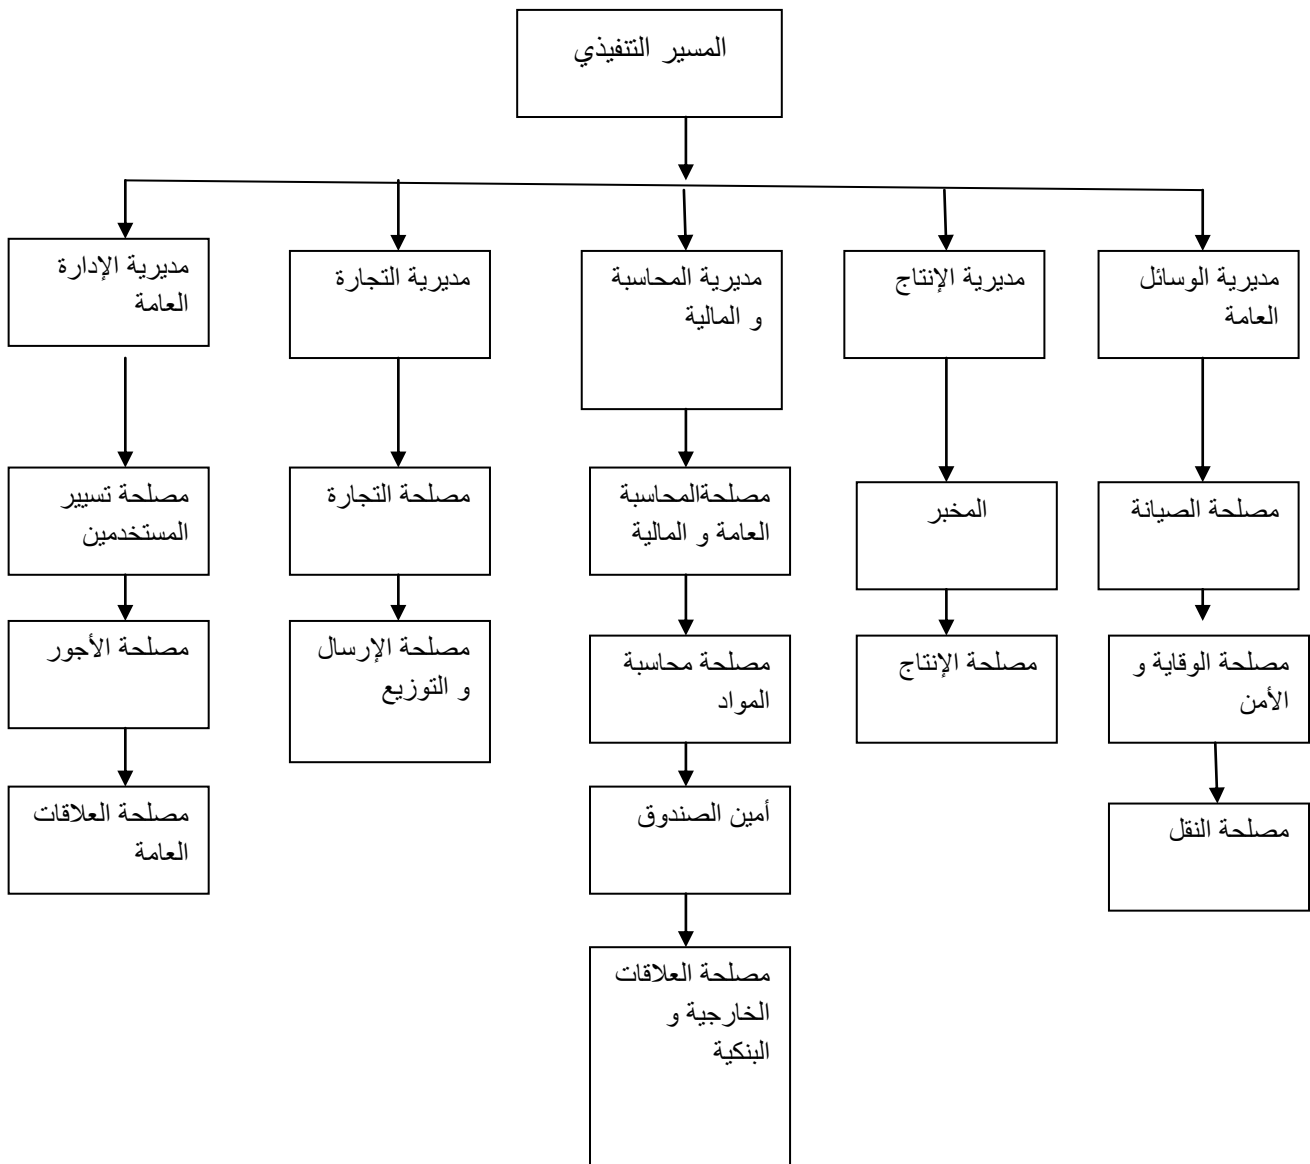 المسير التنفيذي
مديرية الوسائل
العامة
مديرية الإنتاج
مديرية المحاسبة
و المالية
مديرية التجارة
مديرية الإدارة
العامة
مصلحة الصيانة
المخبر
مصلحةالمحاسبة
العامة و المالية
مصلحة التجارة
مصلحة تسيير
المستخدمين
مصلحة الوقاية و
الأمن
مصلحة الإنتاج
مصلحة محاسبة
المواد
مصلحة الإرسال
و التوزيع
مصلحة الأجور
مصلحة النقل
أمين الصندوق
مصلحة العلاقات
العامة
مصلحة العلاقات
الخارجية و
البنكية